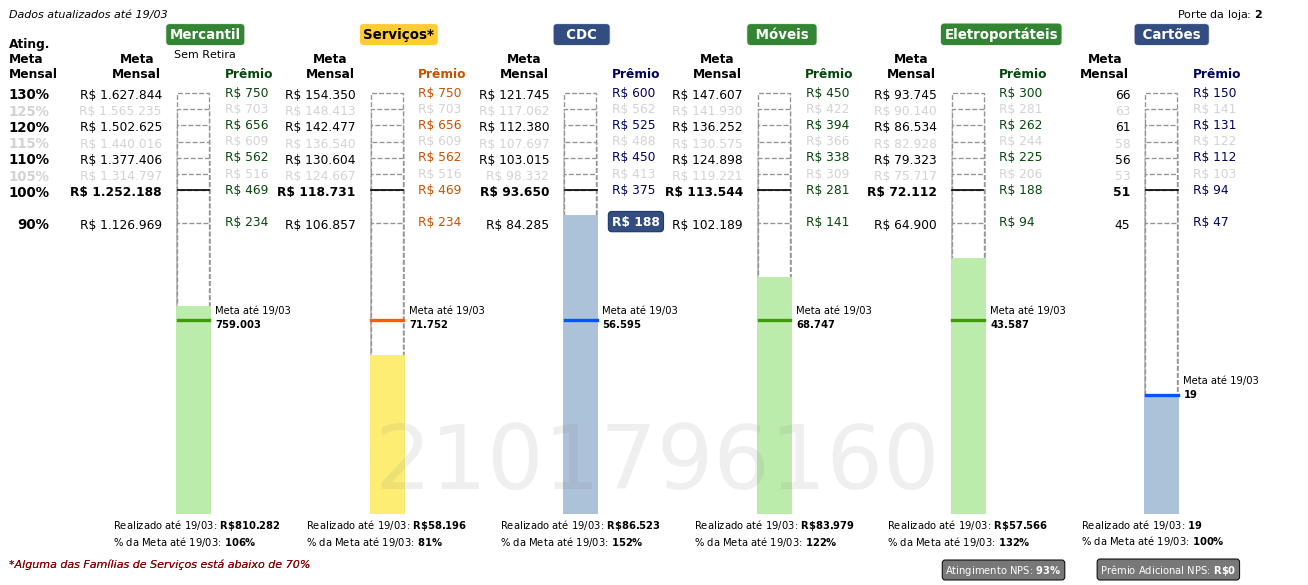 Dados atualizados até 19/03
Porte da loja: 2
Mercantil Serviços* CDC Móveis Eletroportáteis Cartões
Sem Retira
Ating. Meta Mensal
Meta Mensal Prêmio Meta Mensal Prêmio Meta Mensal Prêmio Meta Mensal Prêmio Meta Mensal Prêmio Meta Mensal Prêmio
130% R$ 1.627.844 R$ 750 R$ 154.350 R$ 750 R$ 121.745 R$ 600 R$ 147.607 R$ 450 R$ 93.745 R$ 300 66 R$ 150
125% R$ 1.565.235 R$ 703 R$ 148.413 R$ 703 R$ 117.062 R$ 562 R$ 141.930 R$ 422 R$ 90.140 R$ 281 63 R$ 141
120% R$ 1.502.625 R$ 656 R$ 142.477 R$ 656 R$ 112.380 R$ 525 R$ 136.252 R$ 394 R$ 86.534 R$ 262 61 R$ 131
115% R$ 1.440.016 R$ 609 R$ 136.540 R$ 609 R$ 107.697 R$ 488 R$ 130.575 R$ 366 R$ 82.928 R$ 244 58 R$ 122
110% R$ 1.377.406 R$ 562 R$ 130.604 R$ 562 R$ 103.015 R$ 450 R$ 124.898 R$ 338 R$ 79.323 R$ 225 56 R$ 112
105% R$ 1.314.797 R$ 516 R$ 124.667 R$ 516 R$ 98.332 R$ 413 R$ 119.221 R$ 309 R$ 75.717 R$ 206 53 R$ 103
100% R$ 1.252.188 R$ 469 R$ 118.731 R$ 469 R$ 93.650 R$ 375 R$ 113.544 R$ 281 R$ 72.112 R$ 188 51 R$ 94
90% R$ 1.126.969 R$ 234 R$ 106.857 R$ 234 R$ 84.285 R$ 188 R$ 102.189 R$ 141 R$ 64.900 R$ 94 45 R$ 47
Meta até 19/03 Meta até 19/03 Meta até 19/03 Meta até 19/03 Meta até 19/03
759.003 71.752 56.595 68.747 43.587
Meta até 19/03
19
2101796160
Realizado até 19/03: R$810.282 Realizado até 19/03: R$58.196 Realizado até 19/03: R$86.523 Realizado até 19/03: R$83.979 Realizado até 19/03: R$57.566 Realizado até 19/03: 19
% da Meta até 19/03: 106% % da Meta até 19/03: 81% % da Meta até 19/03: 152% % da Meta até 19/03: 122% % da Meta até 19/03: 132% % da Meta até 19/03: 100%
*Alguma das Famílias de Serviços está abaixo de 70%
Atingimento NPS: 93% Prêmio Adicional NPS: R$0